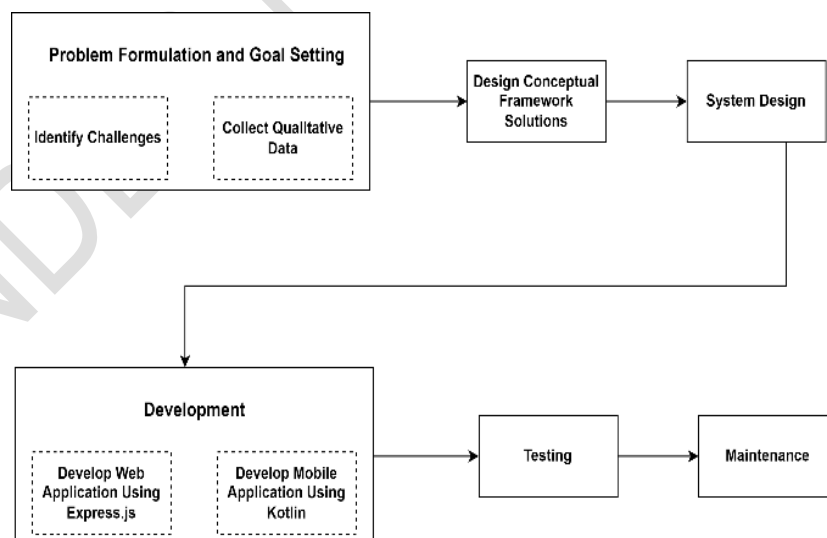 Problem Formulation and Goal Setting
Identify Challenges
Collect Qualitative
Data
Design Conceptual
Framework
Solutions
System Design
Development
Develop Web
Application Using
Express.js
Develop Mobile
Application Using
Kotlin
Testing
Maintenance